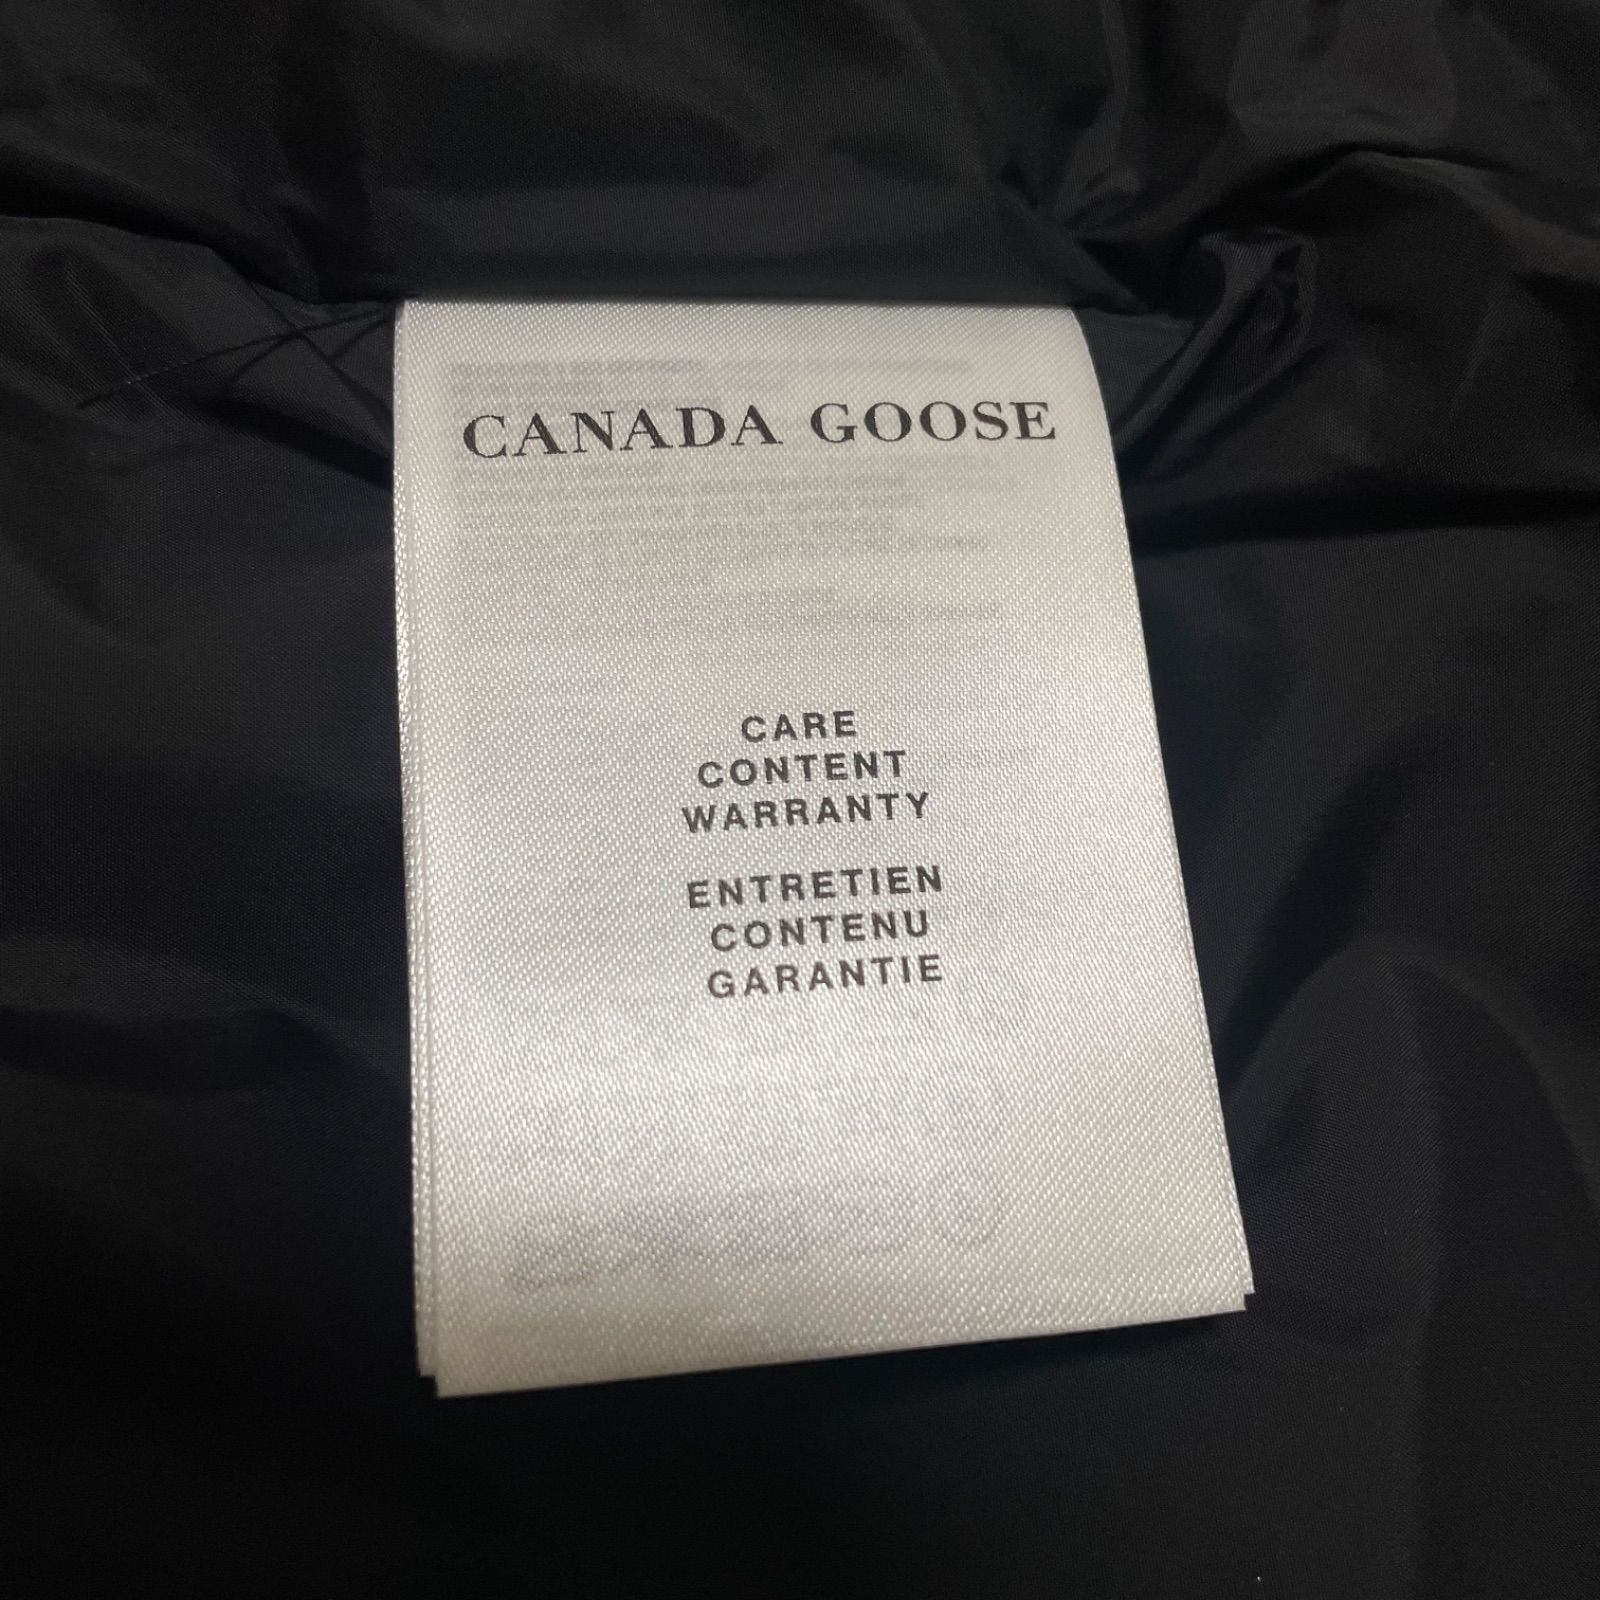 CANADA GOOSE
CARE
CONTENT
WARRANTY
ENTRETIEN
CONTENU
GARANTIE